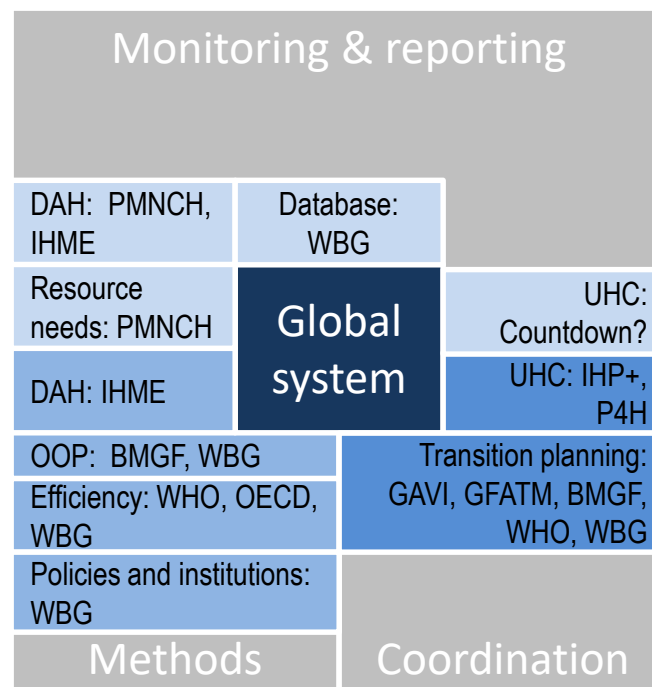 Monitoring & reporting
DAH: PMNCH,
IHME
Database:
WBG
Resource
needs: PMNCH
Global
system
UHC:
Countdown?
DAH: IHME
UHC: IHP+,
P4H
OOP: BMGF, WBG
Efficiency: WHO, OECD,
WBG
Policies and institutions:
WBG
Transition planning:
GAVI, GFATM, BMGF,
WHO, WBG
Methods
Coordination